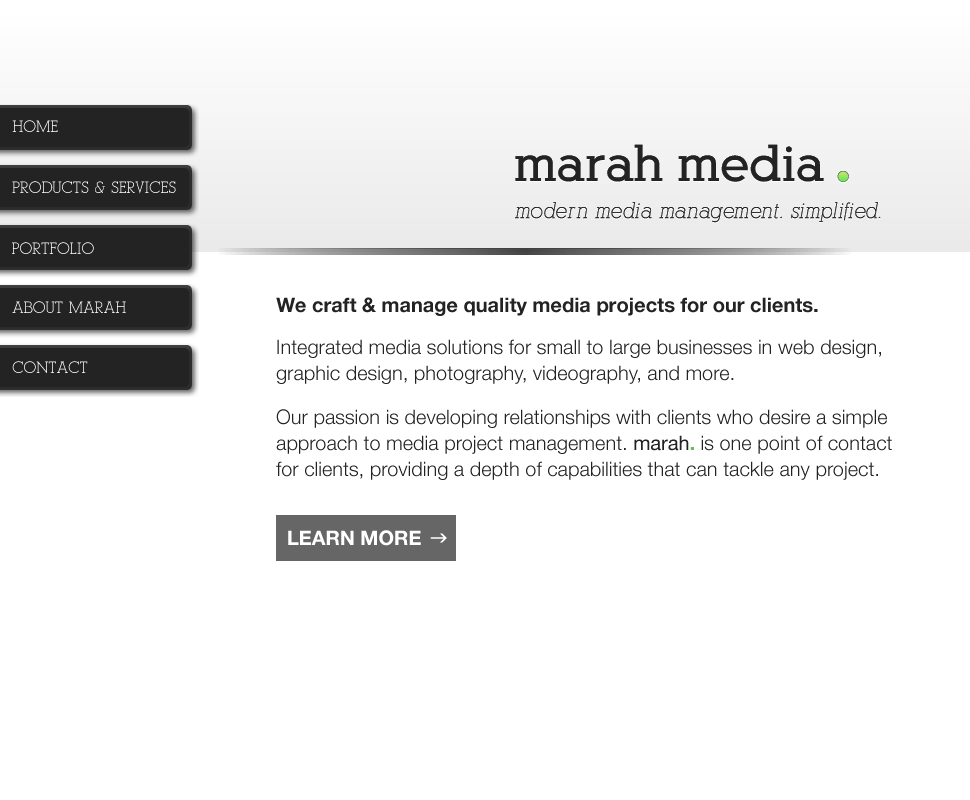 HOME
PRODUCTS & SERVICES
PORTFOLIO
ABOUT MARAH
CONTACT
marah media.
modern media management. simplified.
We craft & manage quality media projects for our clients.
Integrated media solutions for small to large businesses in web design,
graphic design, photography, videography, and more.
Our passion is developing relationships with clients who desire a simple
approach to media project management. marah. is one point of contact
for clients, providing a depth of capabilities that can tackle any project.
LEARN MORE →